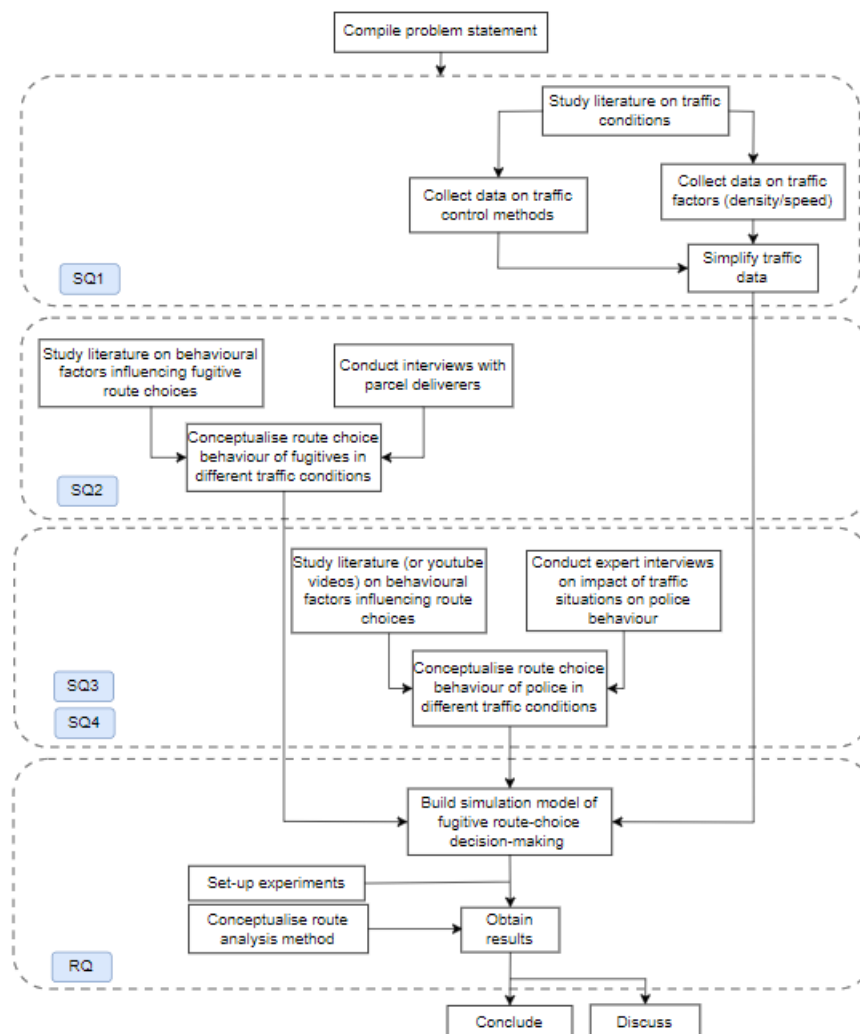 Compile problem statement
Study literature on traffic
conditions
Collect data on traffic
control methods
Collect data on traffic
factors (density/speed)
Simplify traffic
data
SQ1
Study literature on behavioural
factors influencing fugitive
route choices
Conduct interviews with
parcel deliverers
Conceptualise route choice
behaviour of fugitives in
different traffic conditions
SQ2
Study literature (or youtube
videos) on behavioural
factors influencing route
choices
Conduct expert interviews
on impact of traffic
situations on police
behaviour
Conceptualise route choice
behaviour of police in
different traffic conditions
SQ3
SQ4
Build simulation model of
fugitive route-choice
decision-making
Set-up experiments
Conceptualise route
analysis method
Obtain
results
RQ
Conclude
Discuss